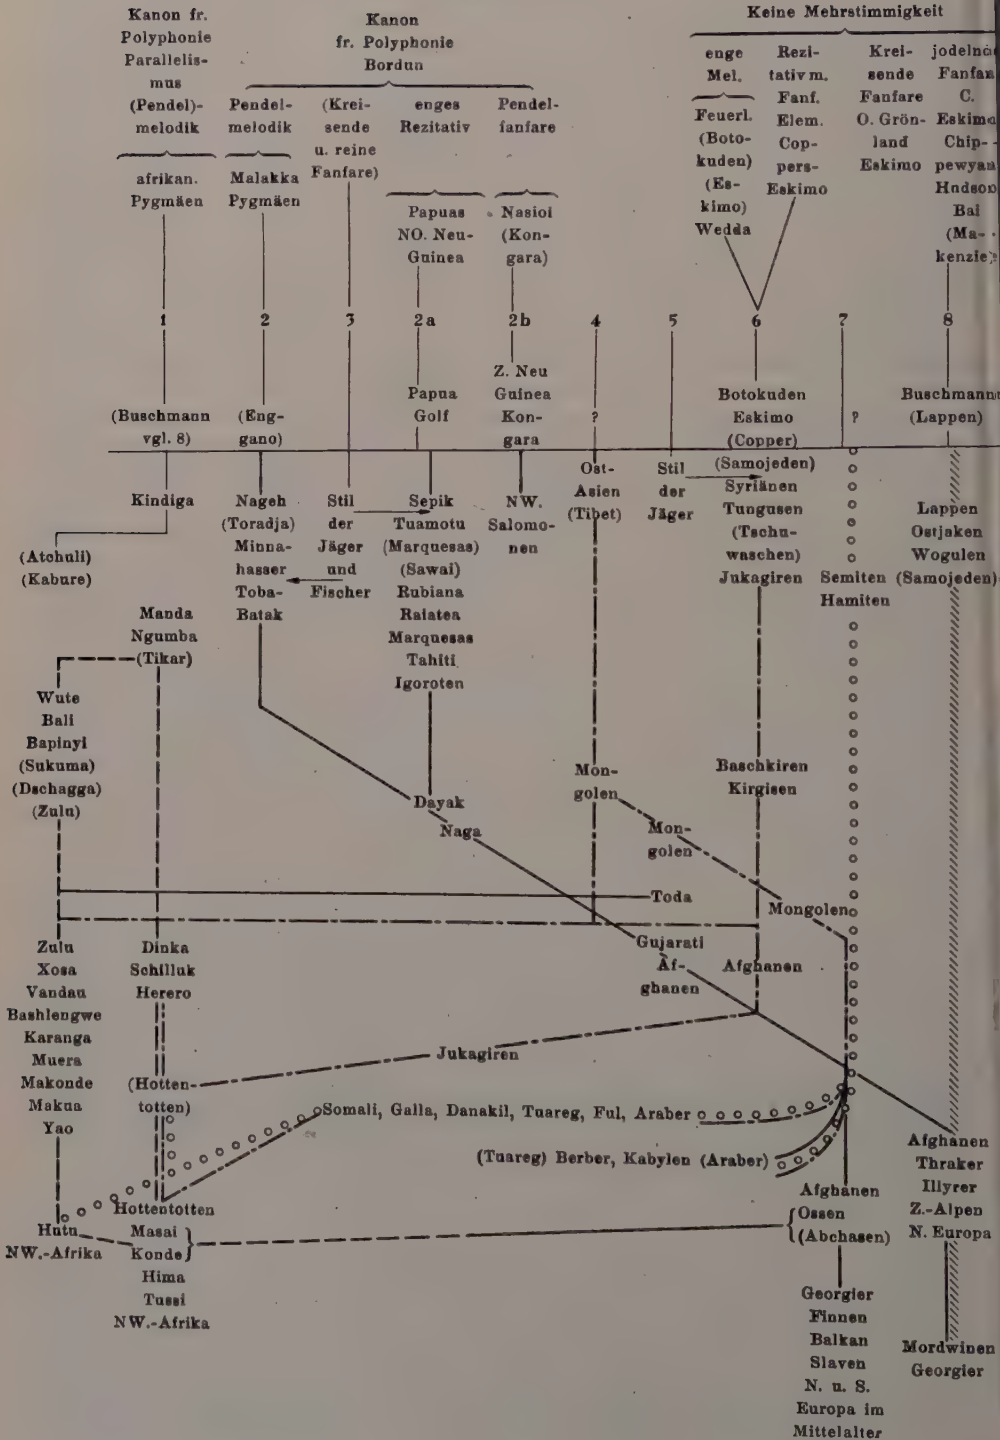 Kanon fr.
Polyphonie
Parallelis-
mus
(Pendel)-
melodik
afrikan.
Pygmäen
Kanon
fr. Polyphonie
Bordun
Pendel-
melodik
Malakka
Pygmäen
(Krei-
sende
u. reine
Fanfare)
enges
Rezitativ
Papuas
NO. Neu-
Guinea
Pendel-
fanfare
Nasioi
(Kon-
gara)
Keine Mehrstimmigkeit
enge
Mel.
Feuerl.
(Boto-
kuden)
(Es-
kimo)
Wedda
Rezi-
tativ m.
Fanf.
Elem.
Cop-
pers-
Eskimo
Krei-
sende
Fanfare
O. Grön-
land
Eskimo
Fanfa
C.
Eskimo
Chip-
pewyan
Hudson
Bai
(Ma-
kenzie)
1 2 3 2a 2b 4 5 6 7 8
(Buschmann
vgl. 8)
(Eng-
gano)
Papua
Golf
Z. Neu
Guinea
Kon-
gara
?
Botokuden
Eskimo
(Copper)
(Samojeden)
Syriänen
Tungusen
(Tschu-
waschen)
Jukagiren
?
Buschmann
(Lappen)
Kindiga
(Atchuli)
(Kabure)
Nageh
(Toradja)
Minna-
hasser
Toba-
Batak
Stil
der
Jäger
und
Fischer
Sepik
Tuamotu
(Marquesas)
(Sawai)
Rubiana
Raiatea
Marquesas
Tahiti
Igoroten
NW.
Salomo-
nen
Ost-
Asien
(Tibet)
Stil
der
Jäger
Semiten
Hamiten
Lappen
Ostjaken
Wogulen
(Samojeden)
Manda
Ngumba
(Tikar)
Wute
Bali
Bapinyi
(Sukuma)
(Dschagga)
(Zulu)
Dayak
Naga
Mon-
golen
Mon-
golen
Baschkiren
Kirgisen
Toda
Mongolen
Gujarati
Af-
ghanen
Afghanen
Zulu
Xosa
Vandau
Bashlengwe
Karanga
Muera
Makonde
Makua
Yao
Dinka
Schilluk
Herero
(Hotten-
totten)
Jukagiren
Somali, Galla, Danakil, Tuareg, Ful, Araber
(Tuareg) Berber, Kabylen (Araber)
Hutu
NW.-Afrika
Hottentotten
Masai
Konde
Hima
Tussi
NW.-Afrika
Afghanen
Ossen
(Abchasen)
Georgier
Finnen
Balkan
Slaven
N. u. S.
Europa im
Mittelalter
Afghanen
Thraker
Illyrer
Z.-Alpen
N. Europa
Mordwinen
Georgier